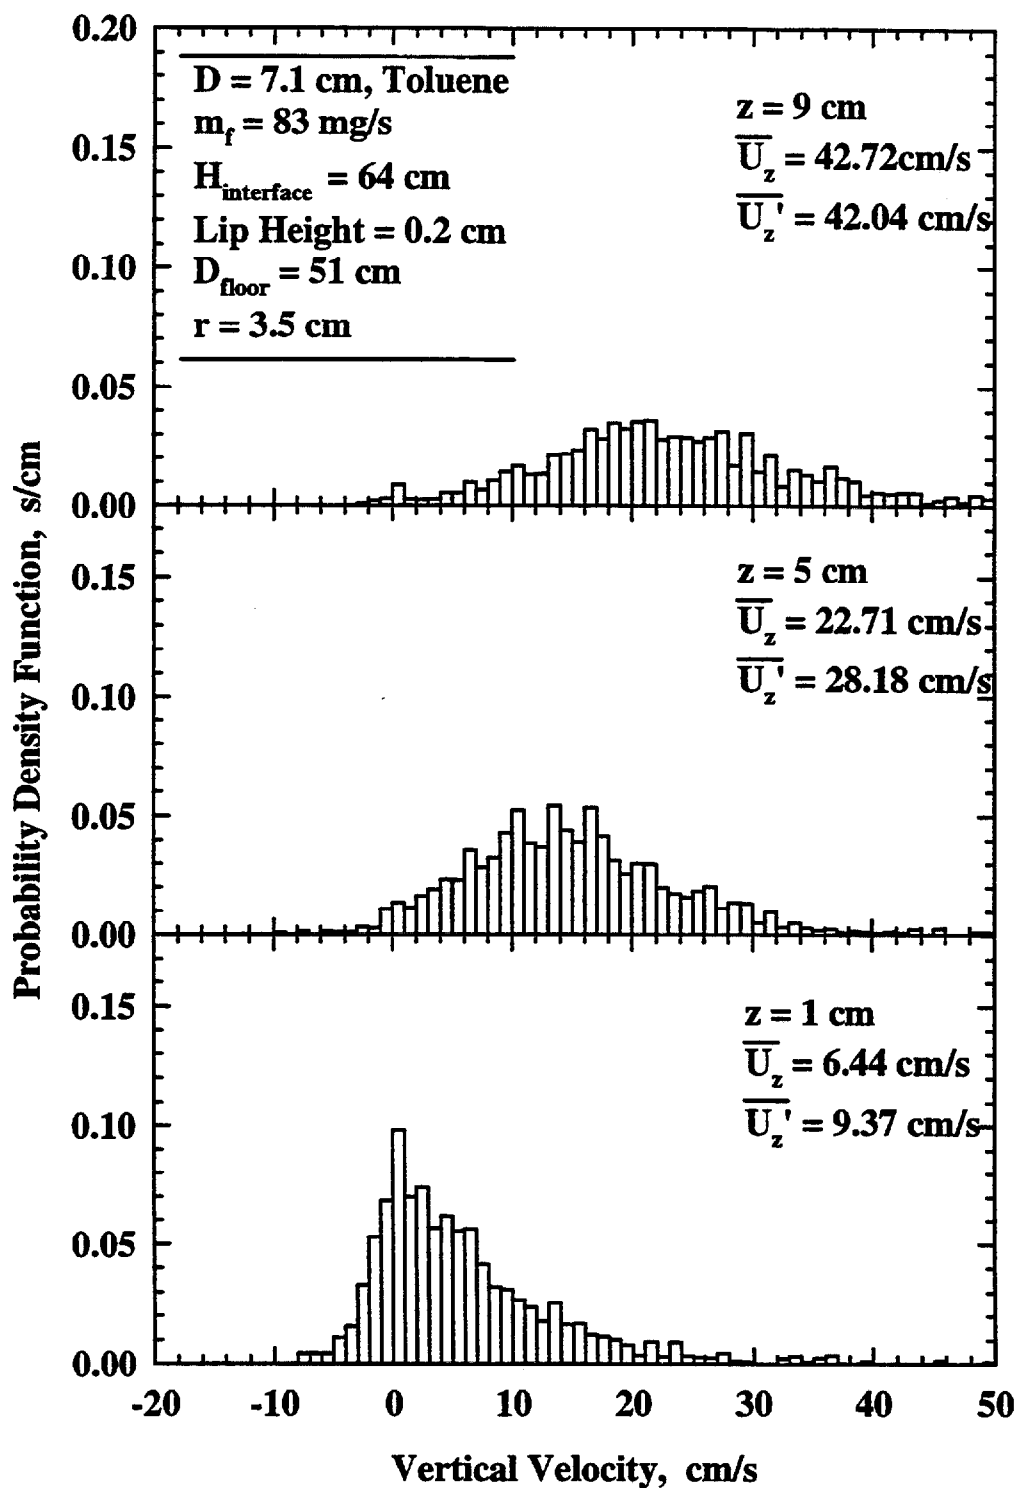 0.20
D = 7.1 cm, Toluene
m_f = 83 mg/s
H_interface = 64 cm
Lip Height = 0.2 cm
D_floor = 51 cm
r = 3.5 cm
z = 9 cm
U_z = 42.72cm/s
U_z' = 42.04 cm/s
0.15
0.10
0.05
0.00
z = 5 cm
U_z = 22.71 cm/s
U_z' = 28.18 cm/s
0.15
0.10
0.05
0.00
z = 1 cm
U_z = 6.44 cm/s
U_z' = 9.37 cm/s
0.15
0.10
0.05
0.00
Probability Density Function, s/cm
-20 -10 0 10 20 30 40 50
Vertical Velocity, cm/s